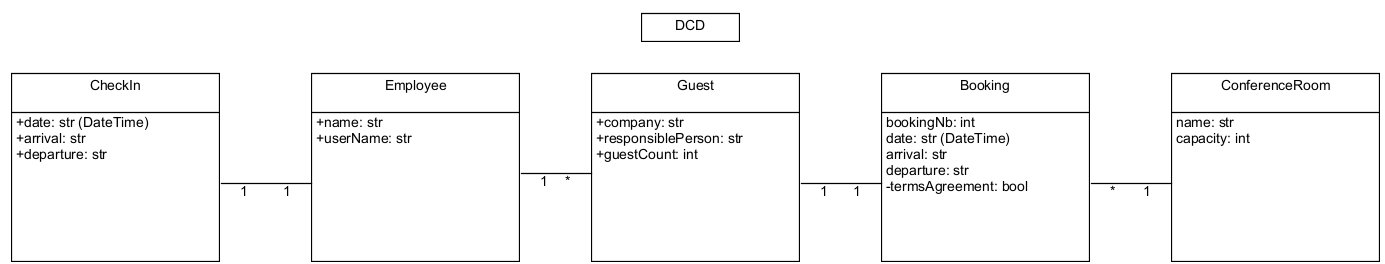 DCD
CheckIn
+date: str (DateTime)
+arrival: str
+departure: str
1
1
Employee
+name: str
+userName: str
1
*
Guest
+company: str
+responsiblePerson: str
+guestCount: int
1
1
Booking
bookingNb: int
date: str (DateTime)
arrival: str
departure: str
-termsAgreement: bool
*
1
ConferenceRoom
name: str
capacity: int